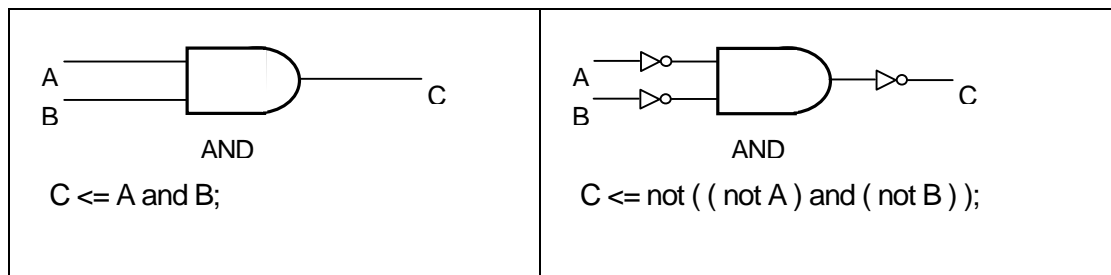 A
B
C
AND
C <= A and B;
A
B
C
AND
C <= not ( ( not A ) and ( not B ) );